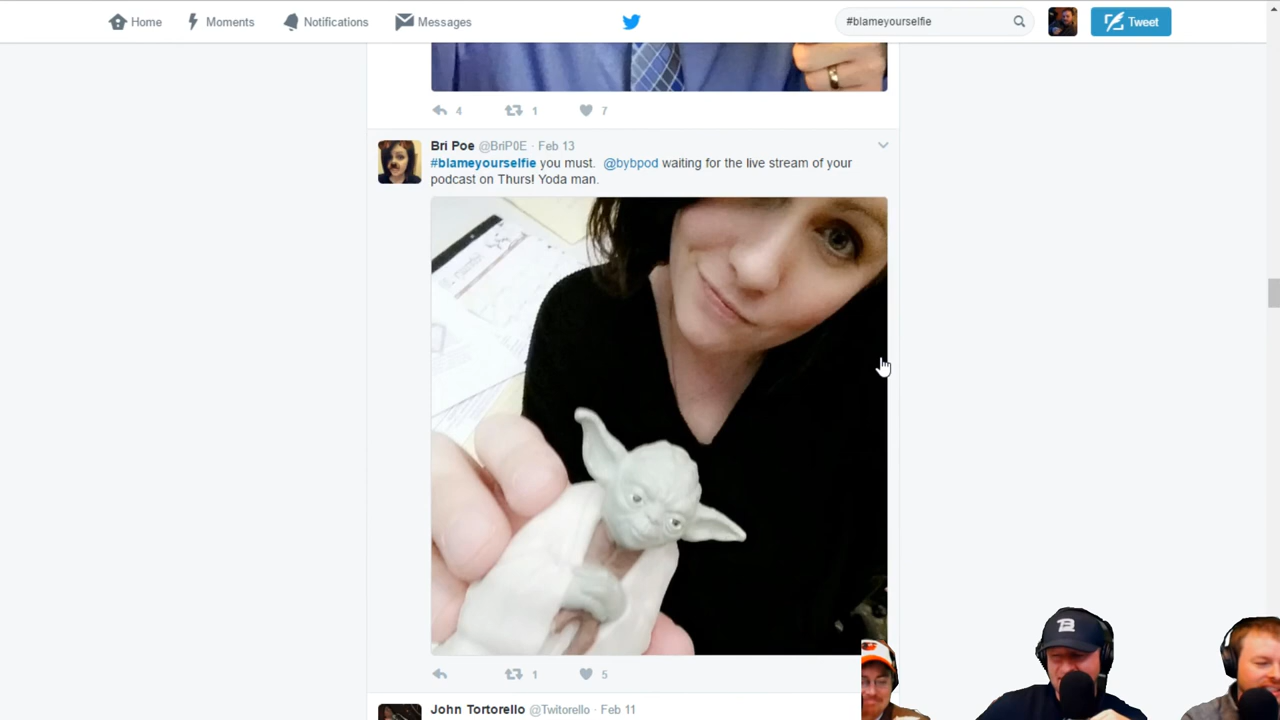 Home Moments Notifications Messages #blameyourselfie Tweet
4 1 7
Bri Poe @BriP0E · Feb 13
#blameyourselfie you must. @bybpod waiting for the live stream of your
podcast on Thurs! Yoda man.
1 5
John Tortorello @Twitorello · Feb 11